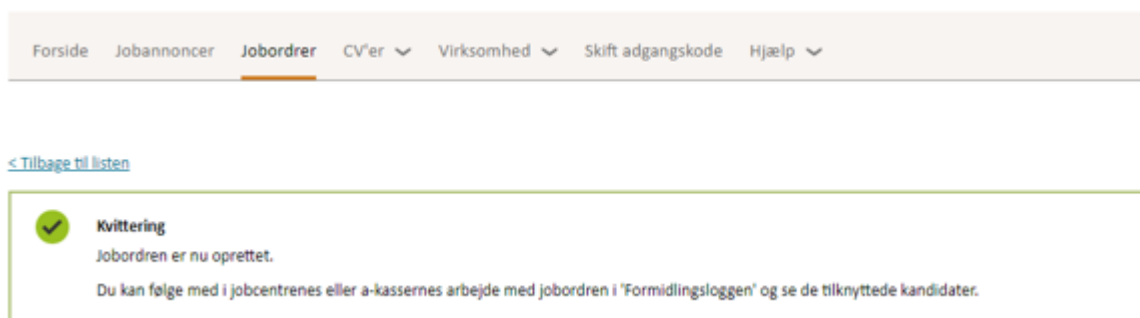 Forside Jobannoncer Jobordrer CV'er Virksomhed Skift adgangskode Hjælp
< Tilbage til listen
Kvittering
Jobordren er nu oprettet.
Du kan følge med i jobcentrenes eller a-kassernes arbejde med jobordren i 'Formidlingsloggen' og se de tilknyttede kandidater.